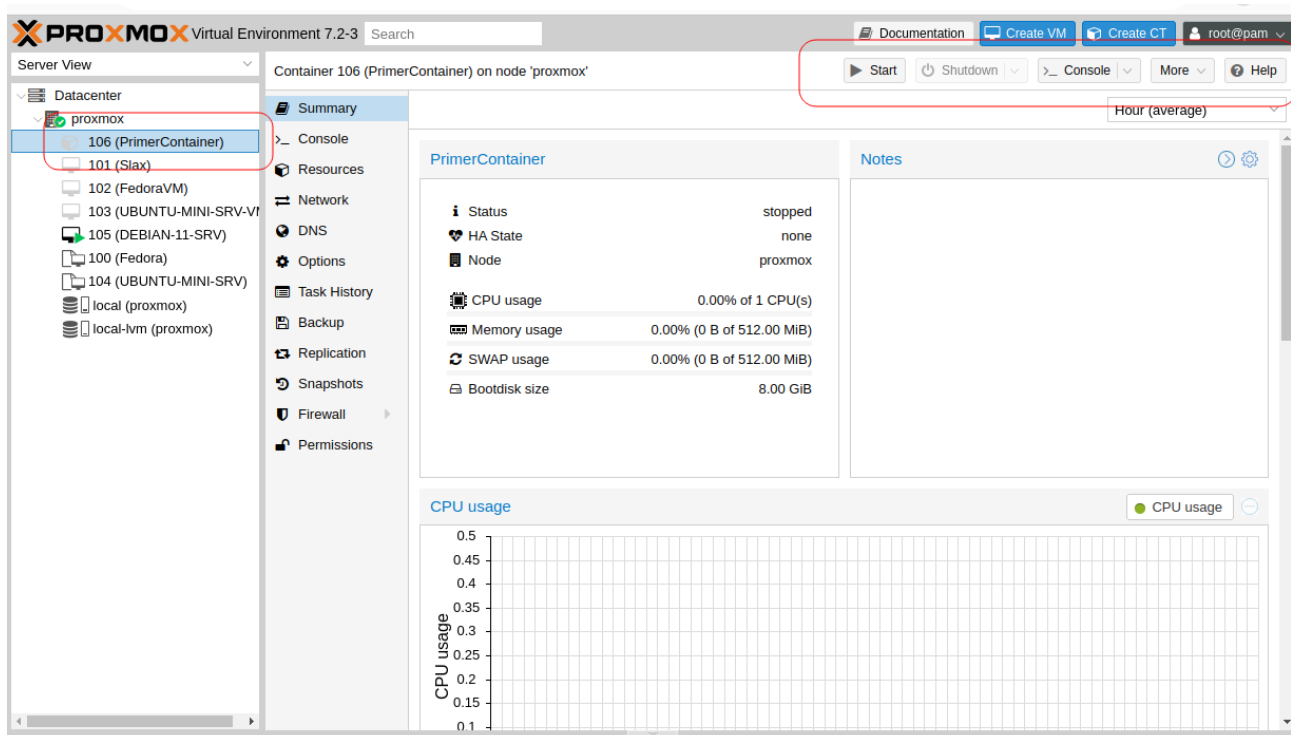 PROXMOX Virtual Environment 7.2-3 Search Documentation Create VM Create CT root@pam
Server View
Container 106 (PrimerContainer) on node 'proxmox' Start Shutdown >_ Console More Help
Hour (average)
Datacenter
proxmox
106 (PrimerContainer)
101 (Slax)
102 (FedoraVM)
103 (UBUNTU-MINI-SRV-VM
105 (DEBIAN-11-SRV)
100 (Fedora)
104 (UBUNTU-MINI-SRV)
local (proxmox)
local-lvm (proxmox)
Summary
>_ Console
Resources
Network
DNS
Options
Task History
Backup
Replication
Snapshots
Firewall
Permissions
PrimerContainer
Status stopped
HA State none
Node proxmox
CPU usage 0.00% of 1 CPU(s)
Memory usage 0.00% (0 B of 512.00 MiB)
SWAP usage 0.00% (0 B of 512.00 MiB)
Bootdisk size 8.00 GiB
Notes
CPU usage
CPU usage
0.5
0.45
0.4
0.35
0.3
0.25
0.2
0.15
0.1
CPU usage